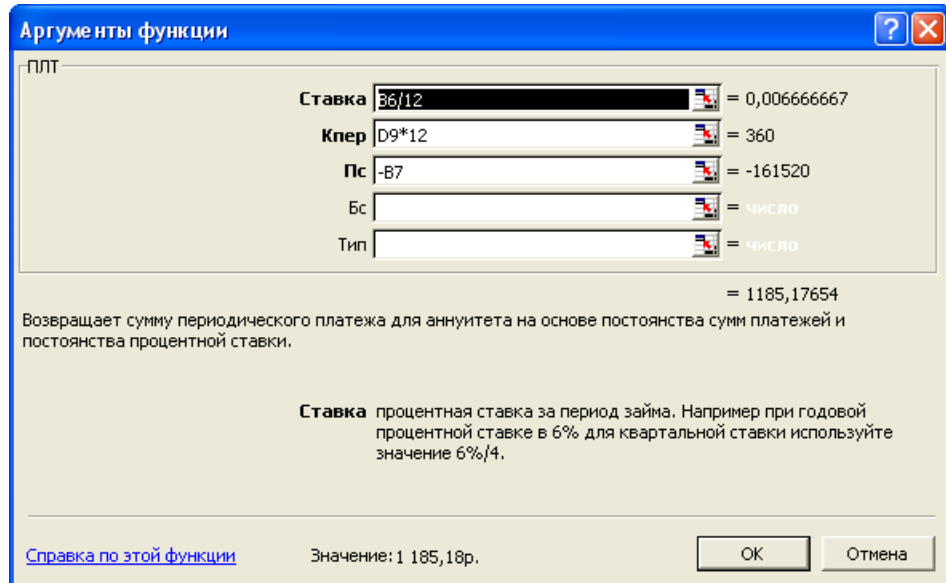 Аргументы функции
ПЛТ
Ставка B6/12 = 0,006666667
Кпер D9*12 = 360
Пс -B7 = -161520
Бс = число
Тип = число
= 1185,17654
Возвращает сумму периодического платежа для аннуитета на основе постоянства сумм платежей и
постоянства процентной ставки.
Ставка процентная ставка за период займа. Например при годовой
процентной ставке в 6% для квартальной ставки используйте
значение 6%/4.
Справка по этой функции Значение: 1 185,18р. ОК Отмена